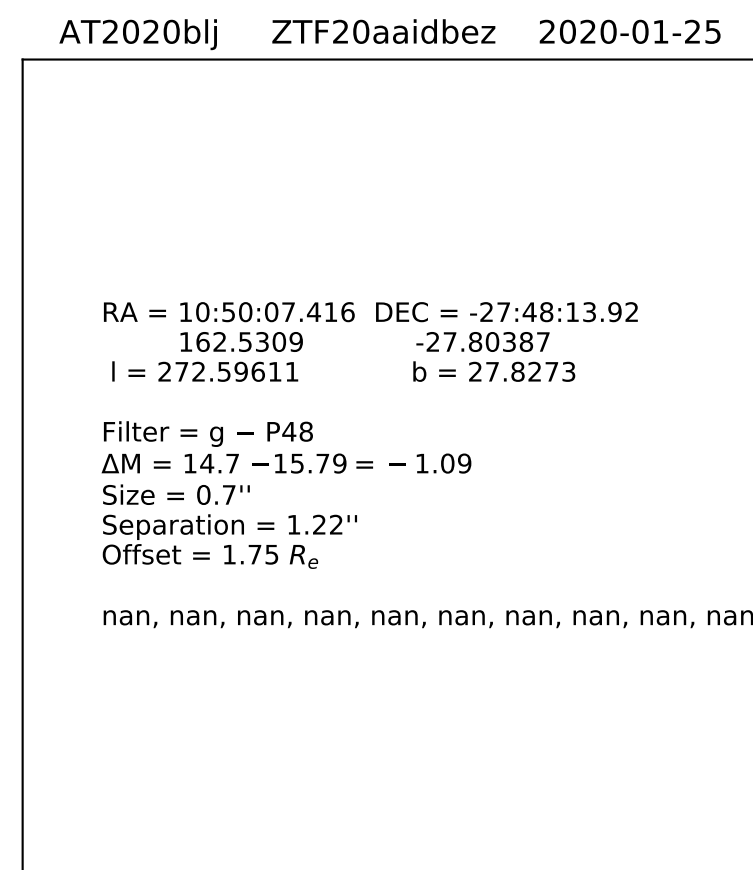 AT2020blj ZTF20aaidbez 2020-01-25
RA = 10:50:07.416 DEC = -27:48:13.92
162.5309 -27.80387
l = 272.59611 b = 27.8273
Filter = g − P48
ΔM = 14.7 −15.79 = − 1.09
Size = 0.7''
Separation = 1.22''
Offset = 1.75 Rₑ
nan, nan, nan, nan, nan, nan, nan, nan, nan, nan